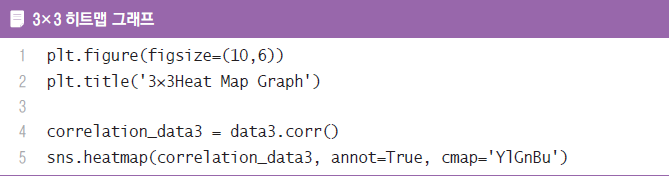 3×3 히트맵 그래프
1 plt.figure(figsize=(10,6))
2 plt.title('3×3Heat Map Graph')
3
4 correlation_data3 = data3.corr()
5 sns.heatmap(correlation_data3, annot=True, cmap='YlGnBu')